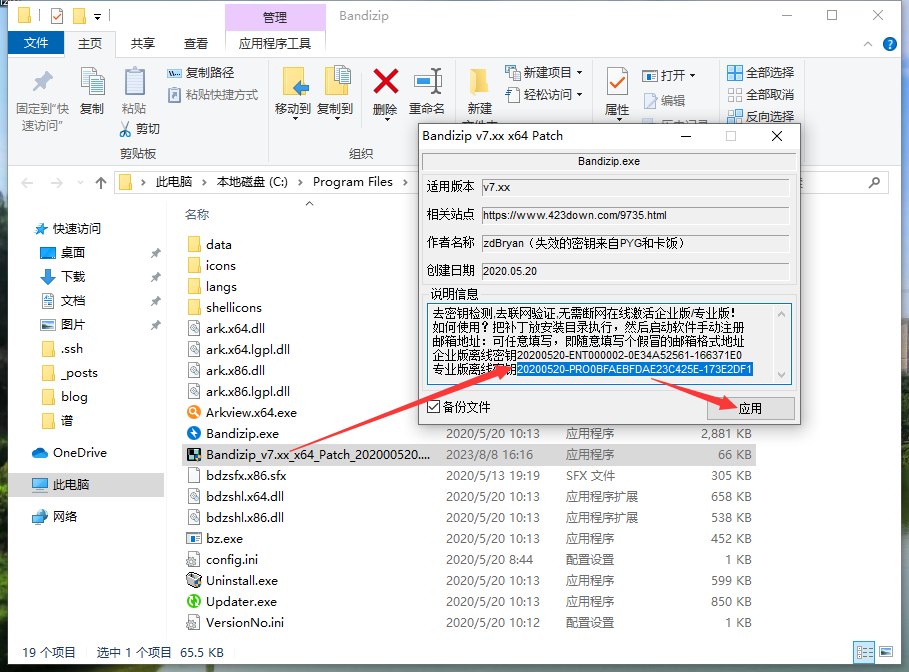 管理
Bandizip
文件
主页
共享
查看
应用程序工具
固定到“快
速访问”
复制
粘贴
复制路径
粘贴快捷方式
剪切
剪贴板
移动到
复制到
删除
重命名
组织
新建
新建项目
轻松访问
属性
打开
编辑
全部选择
全部取消
反向选择
此电脑
本地磁盘 (C:)
Program Files
Bandizip v7.xx x64 Patch
Bandizip.exe
适用版本 v7.xx
相关站点 https://www.423down.com/9735.html
作者名称 zdBryan（失效的密钥来自PYG和卡饭）
创建日期 2020.05.20
说明信息
去密钥检测,去联网验证,无需断网在线激活企业版/专业版!
如何使用？把补丁放安装目录执行，然后启动软件手动注册
邮箱地址：可任意填写，即随意填写个假冒的邮箱格式地址
企业版离线密钥20200520-ENT000002-0E34A52561-166371E0
专业版离线密钥20200520-PRO0BFAEBFDAE23C425E-173E2DF1
备份文件
应用
快速访问
桌面
下载
文档
图片
.ssh
_posts
blog
谱
OneDrive
此电脑
网络
名称
data
icons
langs
shellicons
ark.x64.dll
ark.x64.lgpl.dll
ark.x86.dll
ark.x86.lgpl.dll
Arkview.x64.exe
Bandizip.exe 2020/5/20 10:13 应用程序 2,881 KB
Bandizip_v7.xx_x64_Patch_202000520.... 2023/8/8 16:16 应用程序 66 KB
bdzsfx.x86.sfx 2020/5/13 19:19 SFX 文件 305 KB
bdzshl.x64.dll 2020/5/20 10:13 应用程序扩展 658 KB
bdzshl.x86.dll 2020/5/20 10:13 应用程序扩展 538 KB
bz.exe 2020/5/20 10:13 应用程序 452 KB
config.ini 2020/5/20 8:44 配置设置 1 KB
Uninstall.exe 2020/5/20 10:13 应用程序 599 KB
Updater.exe 2020/5/20 10:13 应用程序 850 KB
VersionNo.ini 2020/5/20 10:12 配置设置 1 KB
19 个项目
选中 1 个项目 65.5 KB